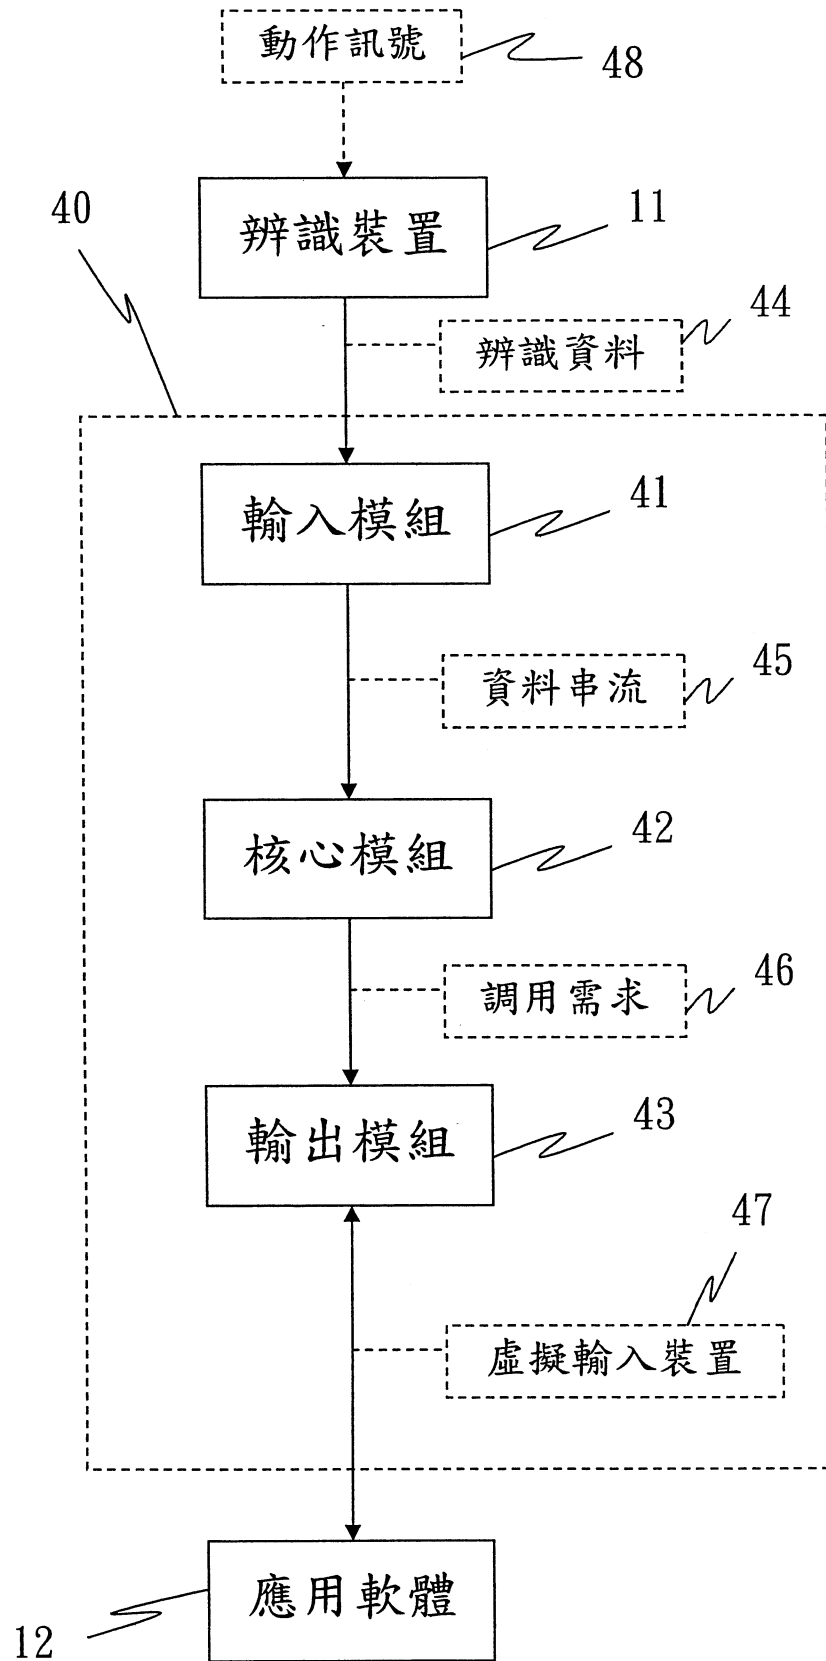 動作訊號
48
辨識裝置
11
40
辨識資料
44
輸入模組
41
資料串流
45
核心模組
42
調用需求
46
輸出模組
43
47
虛擬輸入裝置
應用軟體
12